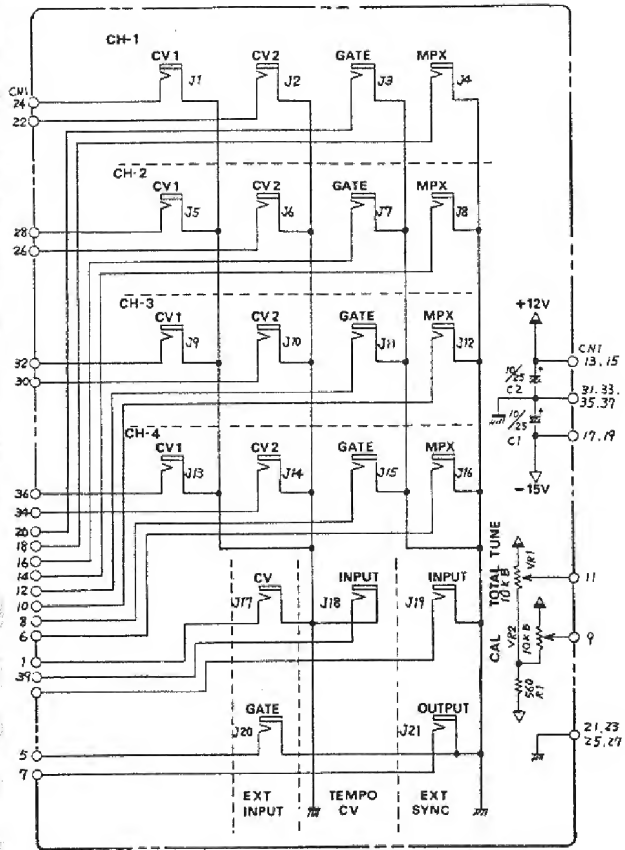 CH-1
CV1 CV2 GATE MPX
J1 J2 J3 J4
CN1
24
22
CH-2
CV1 CV2 GATE MPX
J5 J6 J7 J8
28
26
CH-3
CV1 CV2 GATE MPX
J9 J10 J11 J12
32
30
CH-4
CV1 CV2 GATE MPX
J13 J14 J15 J16
36
34
20
18
16
14
12
10
8
6
1
39
CV INPUT INPUT
J17 J18 J19
GATE OUTPUT
J20 J21
5
7
EXT INPUT
TEMPO CV
EXT SYNC
+12V
CN1
13.15
10/25
C2
31.33.
35.37
10/25
C1
17.19
-15V
TOTAL TUNE
10KB
VR1
11
CAL
VR2
10KB
9
560
R1
21.23
25.27